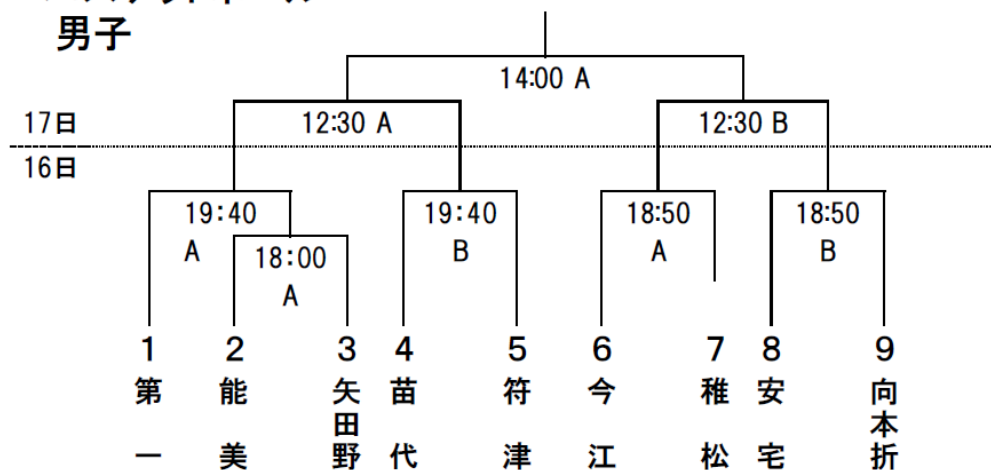 男子
14:00 A
17日
12:30 A
12:30 B
16日
19:40
A
19:40
B
18:50
A
18:50
B
18:00
A
1 2 3 4 5 6 7 8 9
第一
能美
矢田野
苗代
符津
今江
稚松
安宅
向本折